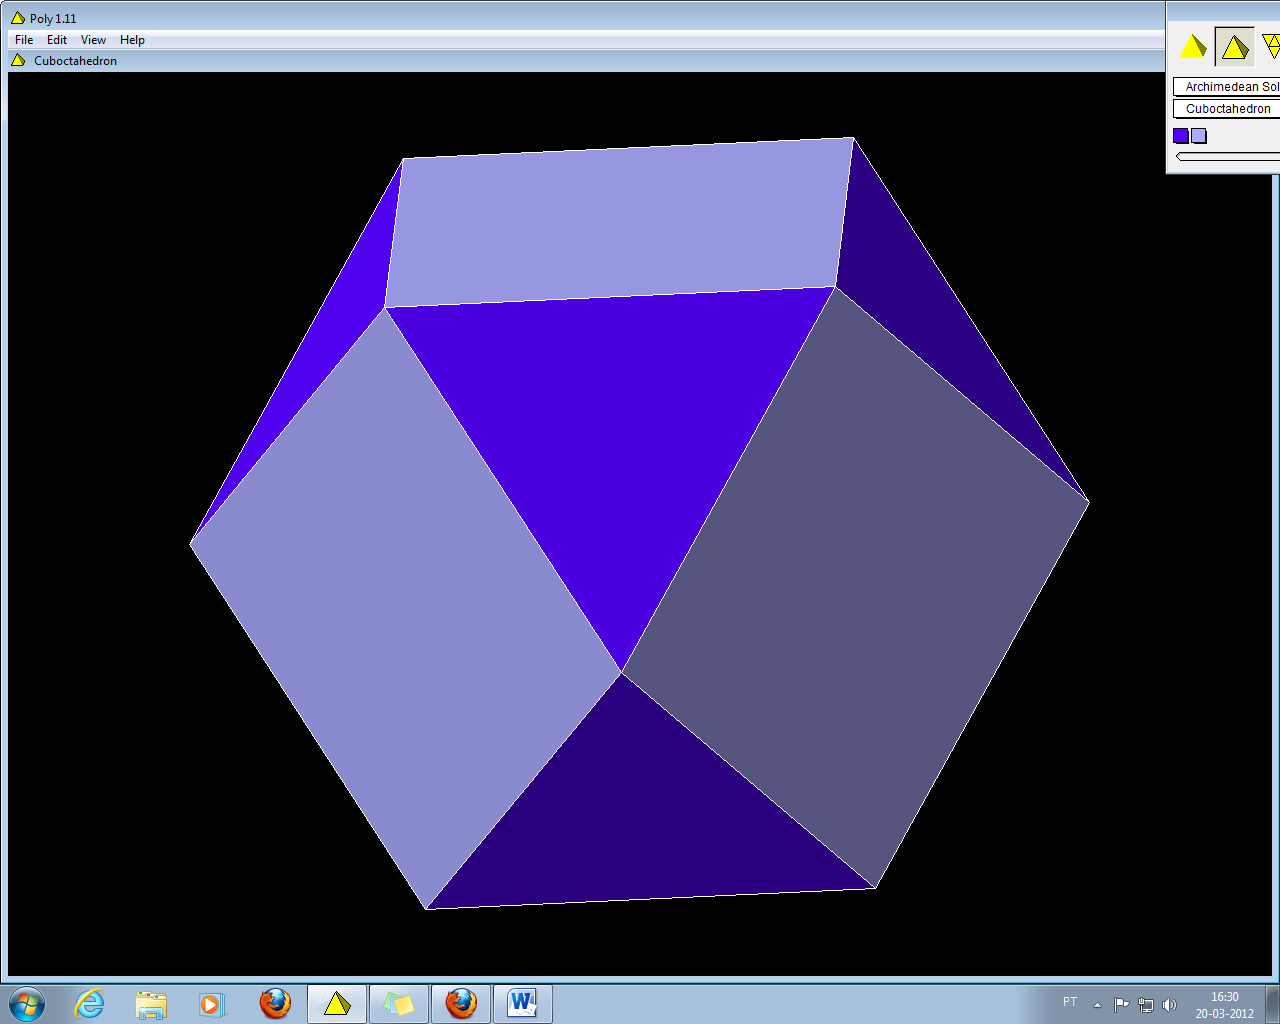 Poly 1.11
File Edit View Help
Cuboctahedron
Archimedean Sol
Cuboctahedron
PT
16:30
20-03-2012